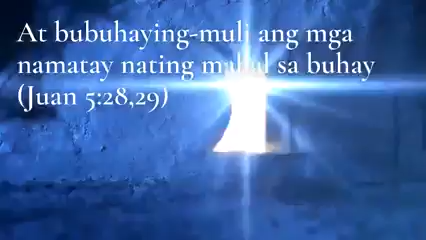 At bubuhaying-muli ang mga
namatay nating mahal sa buhay
(Juan 5:28,29)